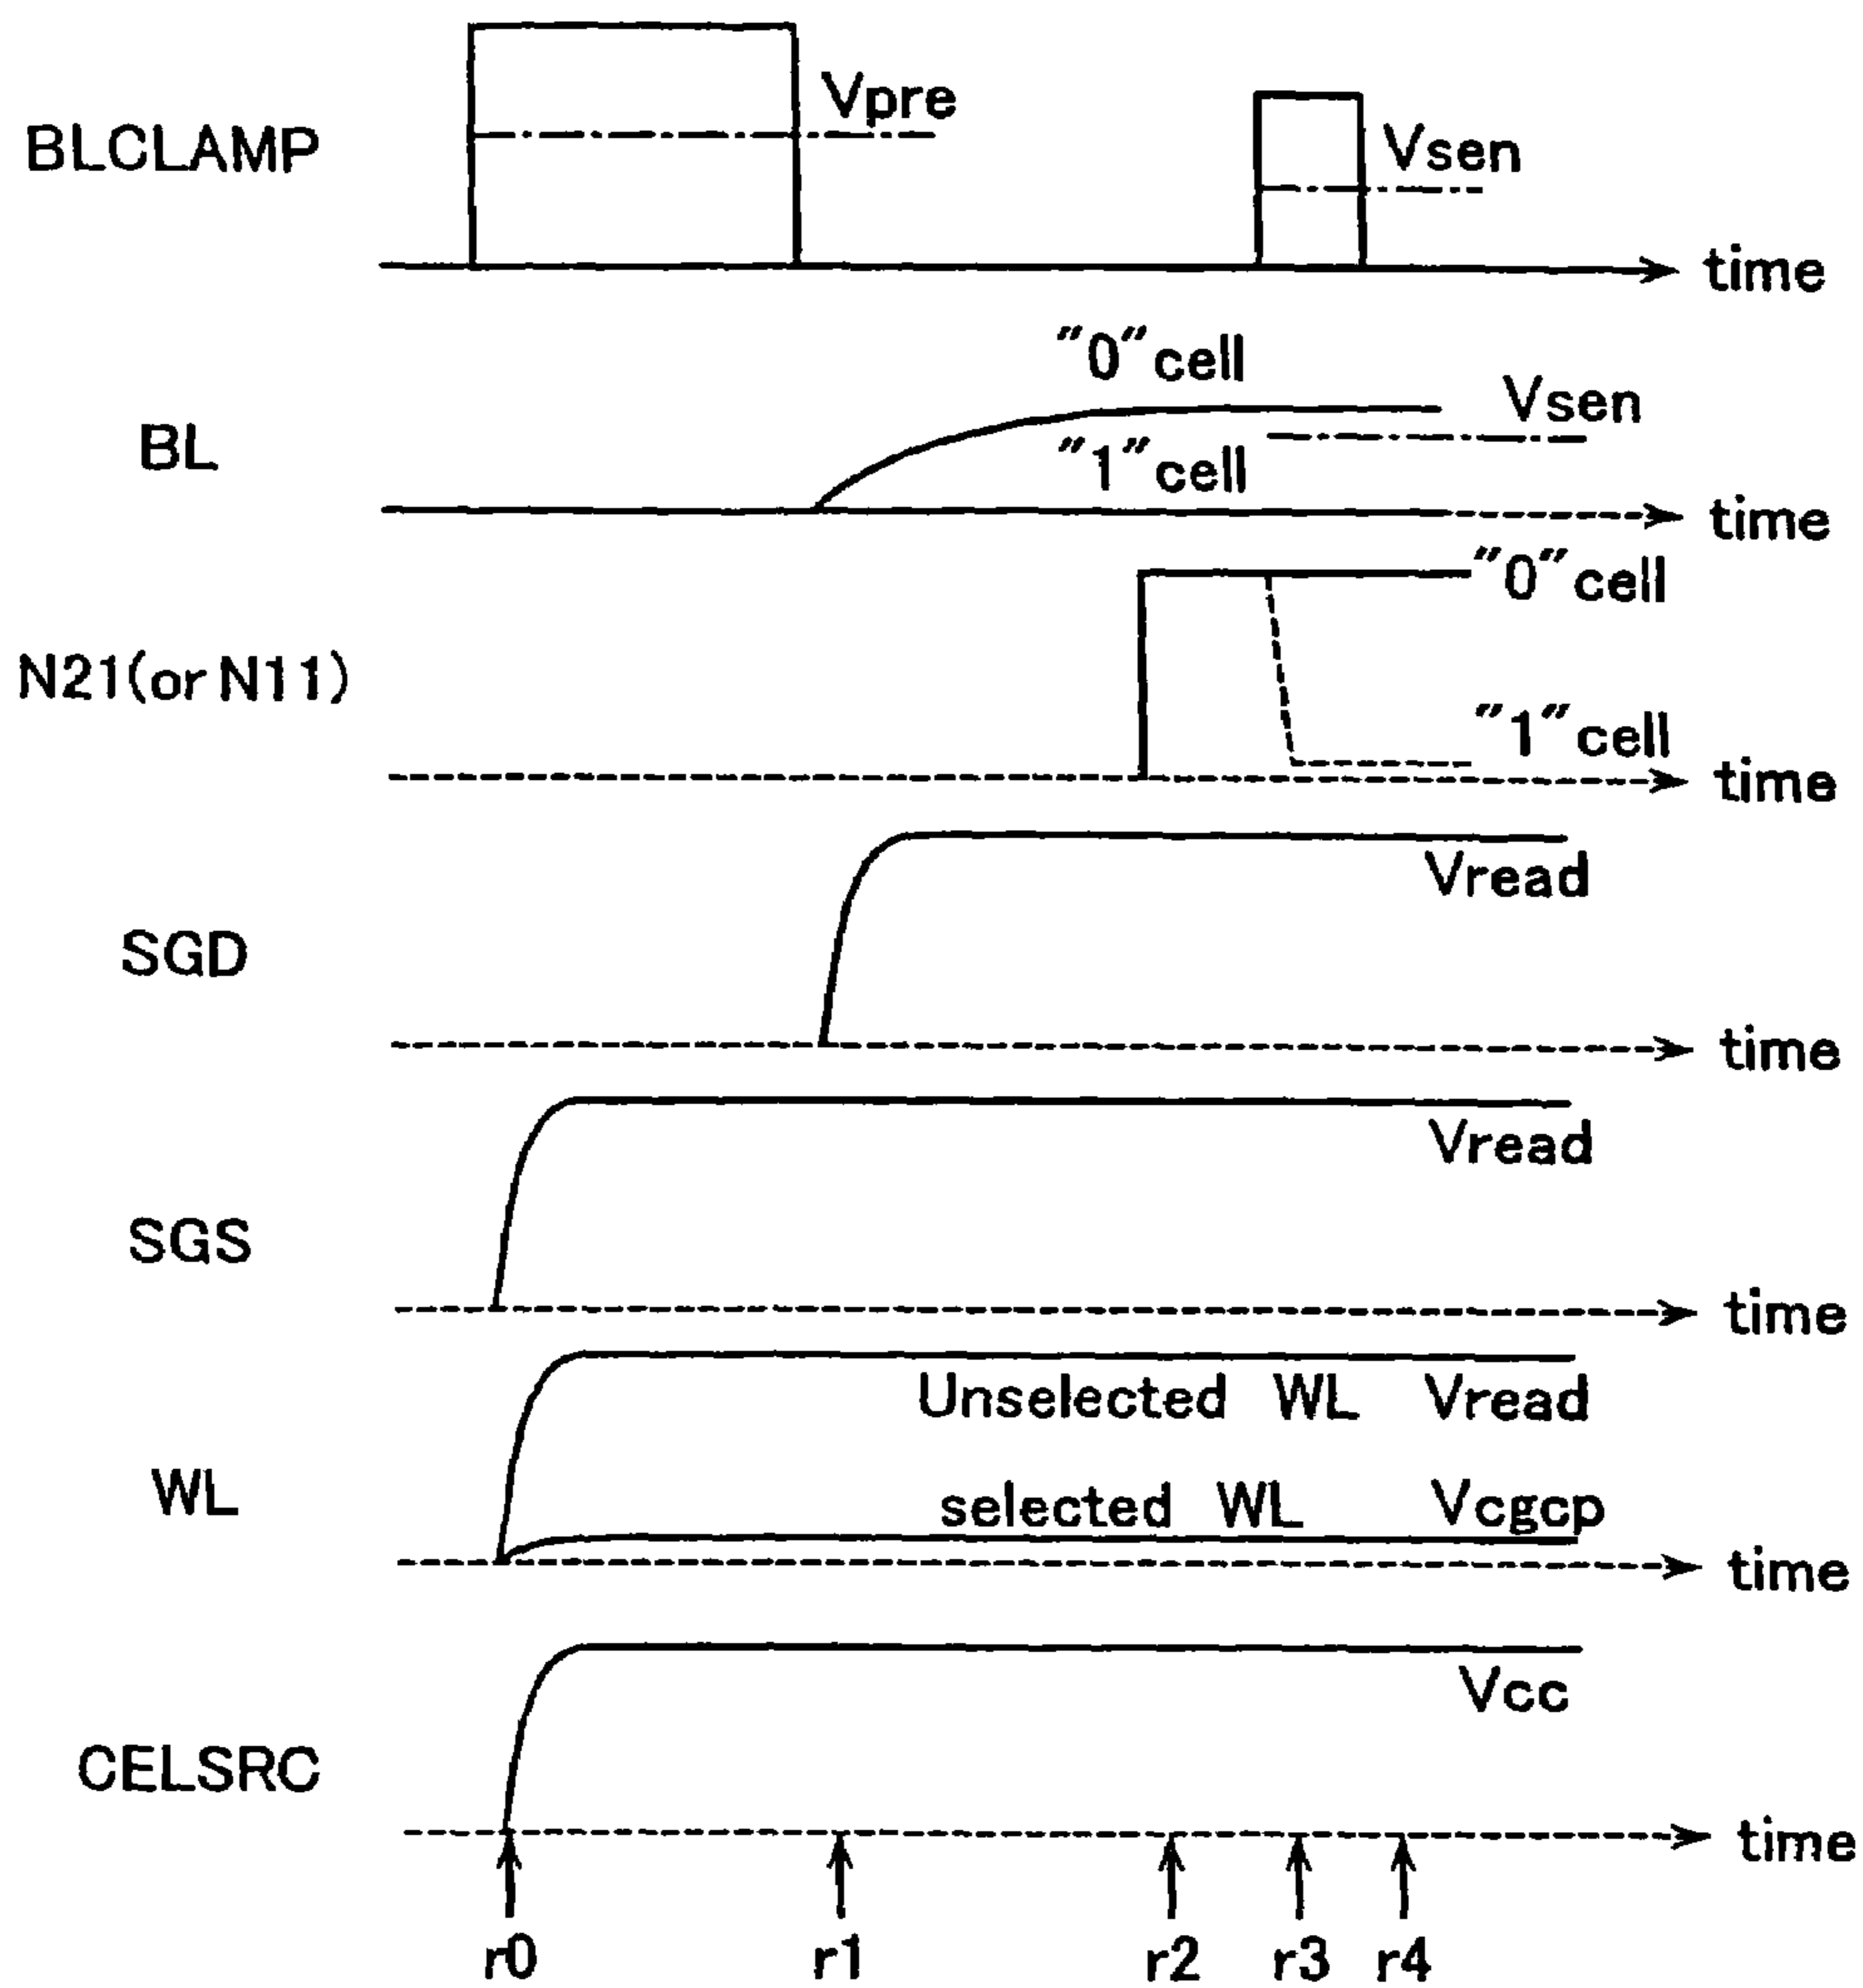 BLCLAMP
Vpre
Vsen
time
BL
"0"cell
"1"cell
Vsen
time
N21(or N11)
"0"cell
"1"cell
time
SGD
Vread
time
SGS
Vread
time
WL
Unselected WL Vread
selected WL Vcgcp
time
CELSRC
Vcc
time
r0 r1 r2 r3 r4